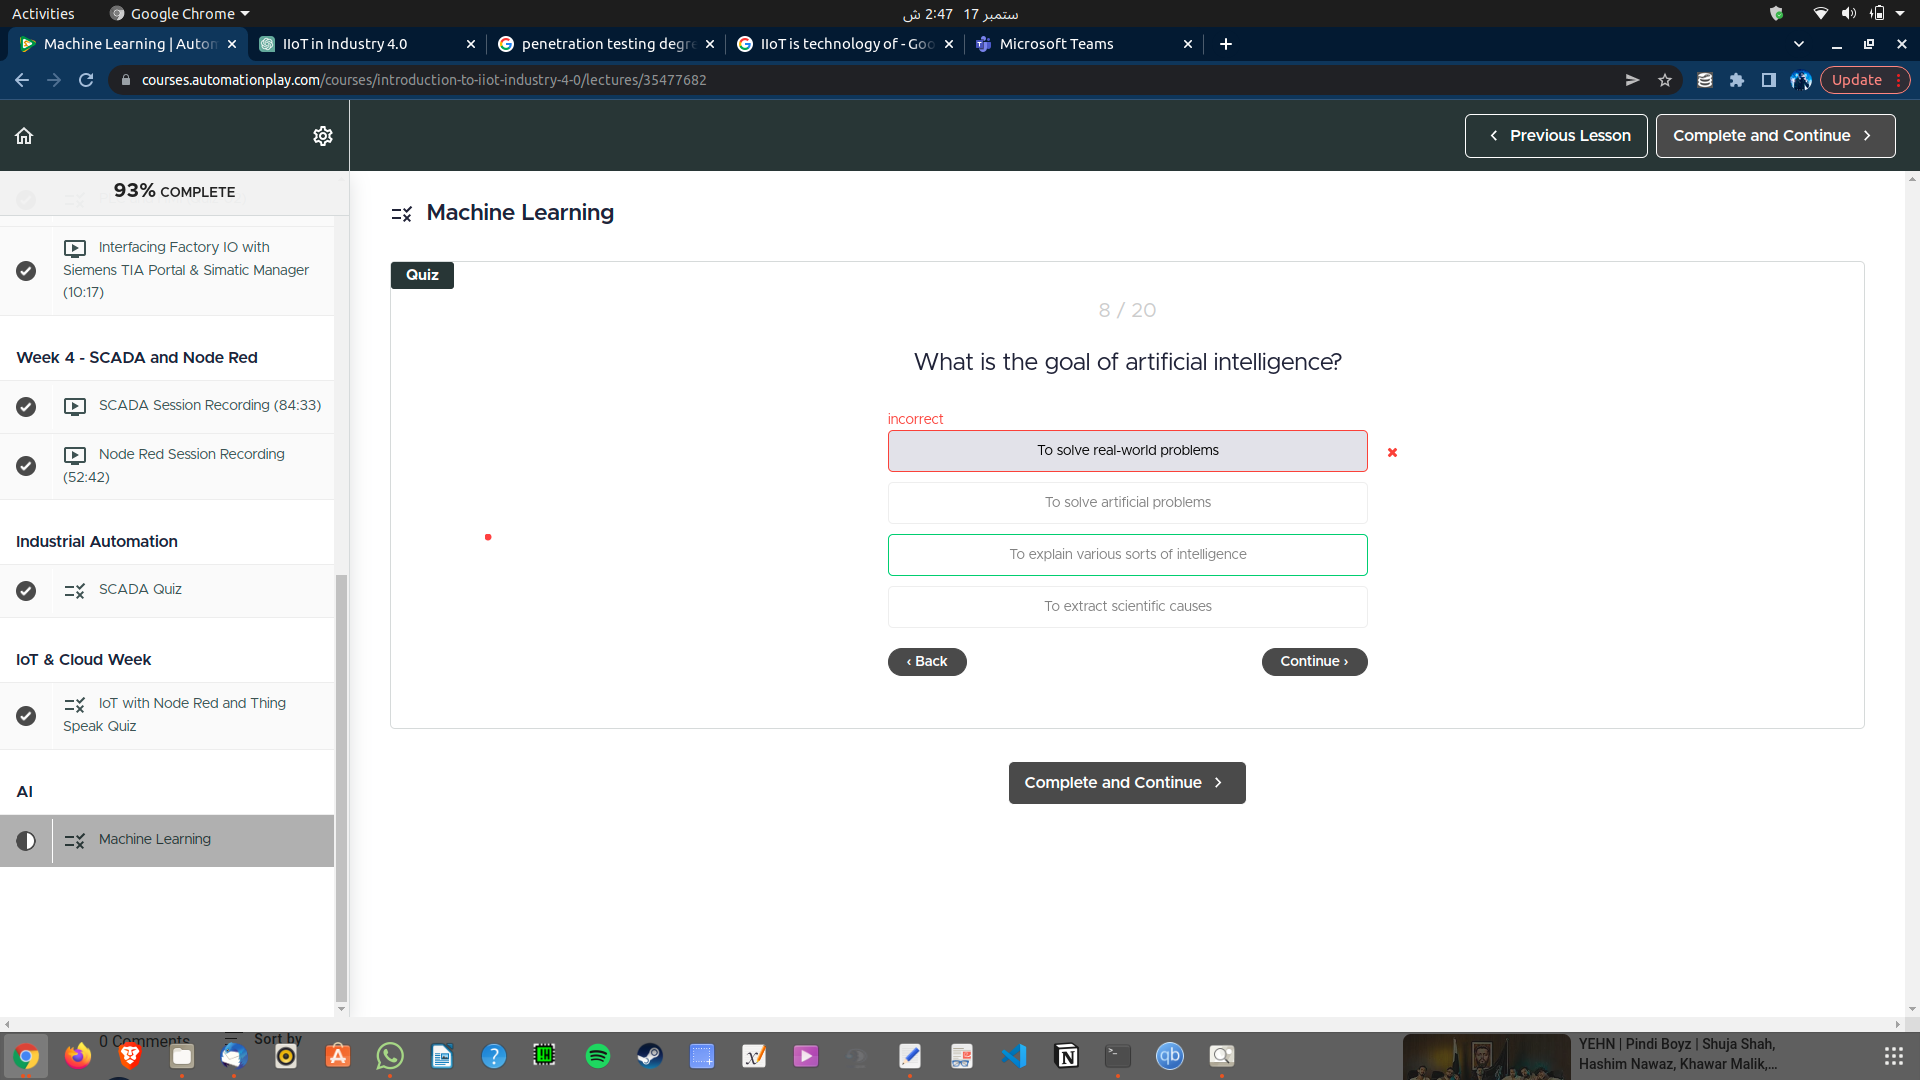 Activities
Google Chrome
ستمبر 17  2:47 ش
Machine Learning | Autom
IIoT in Industry 4.0
penetration testing degre
IIoT is technology of - Goo
Microsoft Teams
courses.automationplay.com/courses/introduction-to-iiot-industry-4-0/lectures/35477682
Update
Previous Lesson
Complete and Continue
93% COMPLETE
Interfacing Factory IO with
Siemens TIA Portal & Simatic Manager
(10:17)
Week 4 - SCADA and Node Red
SCADA Session Recording (84:33)
Node Red Session Recording
(52:42)
Industrial Automation
SCADA Quiz
IoT & Cloud Week
IoT with Node Red and Thing
Speak Quiz
AI
Machine Learning
Machine Learning
Quiz
8 / 20
What is the goal of artificial intelligence?
incorrect
To solve real-world problems
To solve artificial problems
To explain various sorts of intelligence
To extract scientific causes
‹ Back
Continue ›
Complete and Continue
0 Comments
Sort by
YEHN | Pindi Boyz | Shuja Shah,
Hashim Nawaz, Khawar Malik,...